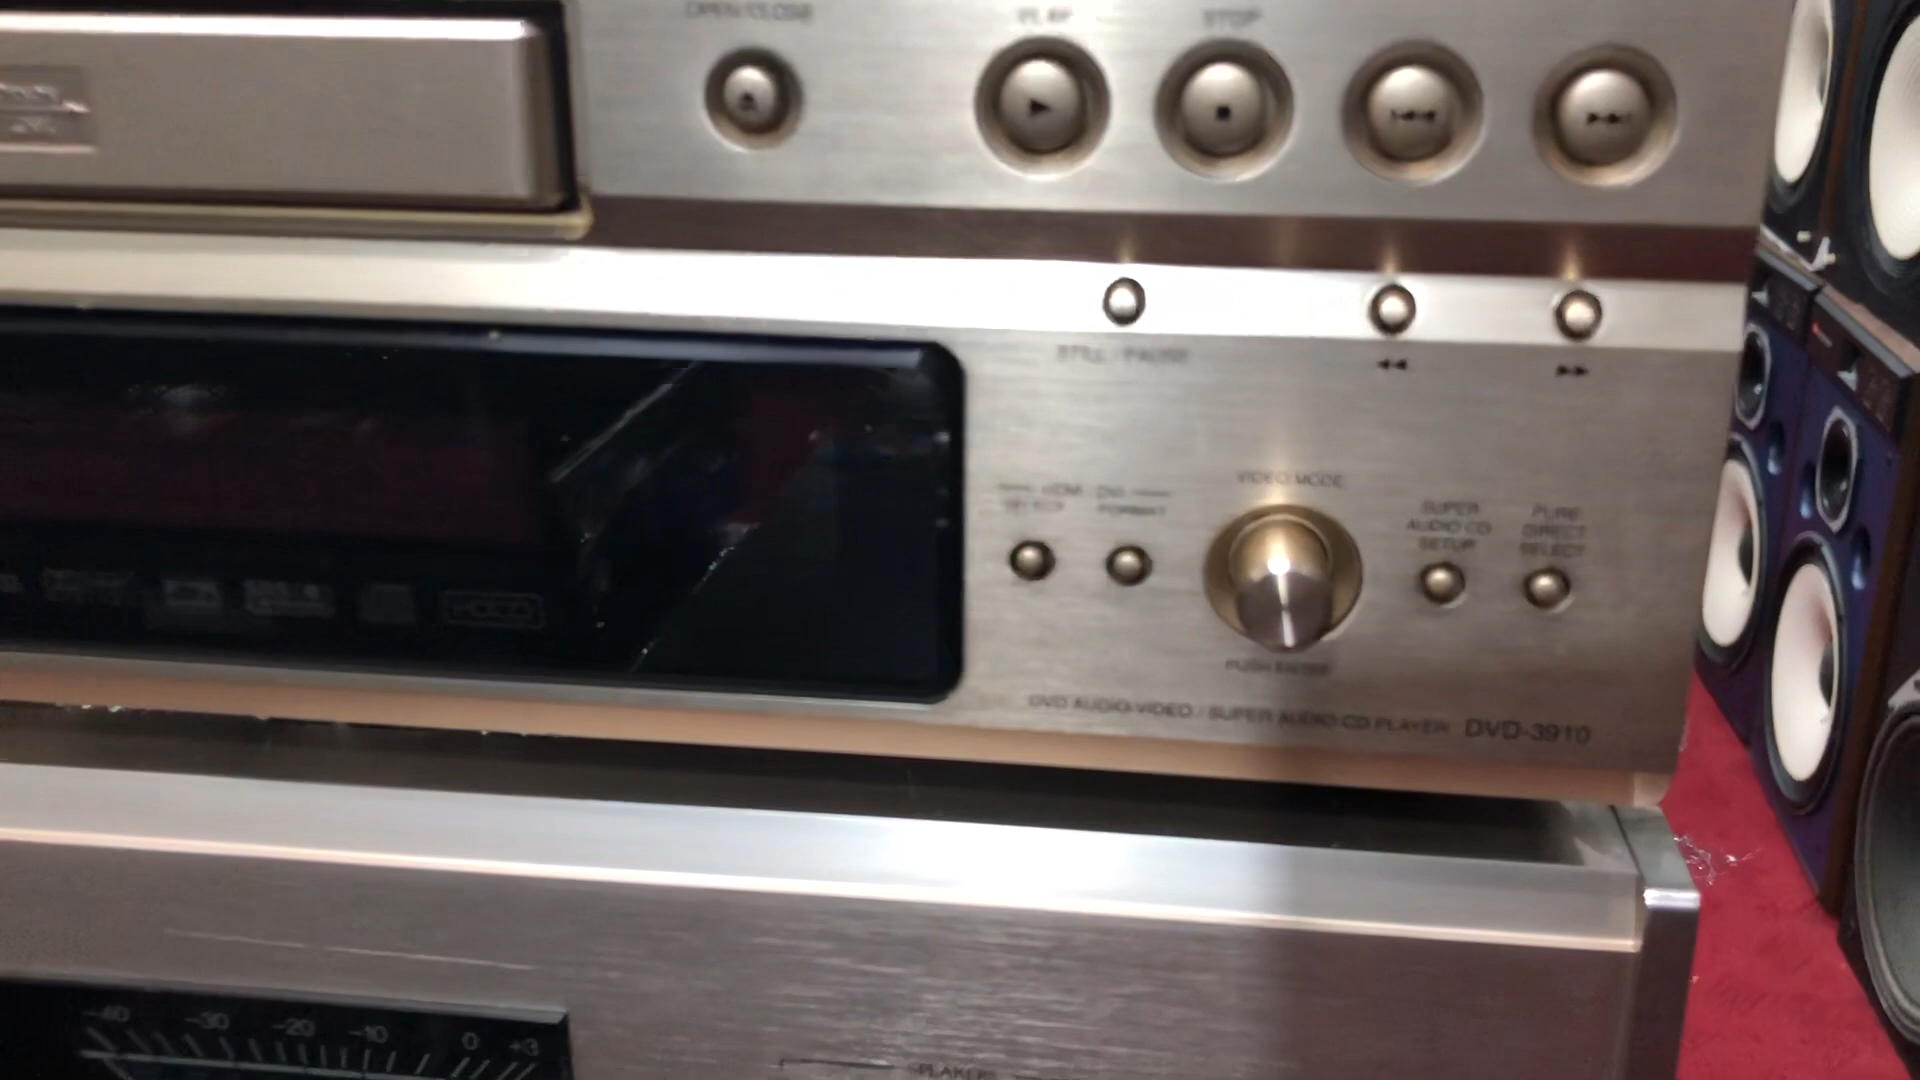 OPEN/CLOSE
PLAY
STOP
STILL / PAUSE
HDMI / DVI
SELECT
FORMAT
VIDEO MODE
PUSH ENTER
SUPER
AUDIO CD
SETUP
PURE
DIRECT
SELECT
DVD AUDIO-VIDEO / SUPER AUDIO CD PLAYER DVD-3910
-40 -30 -20 -10 0 +3
SPEAKERS